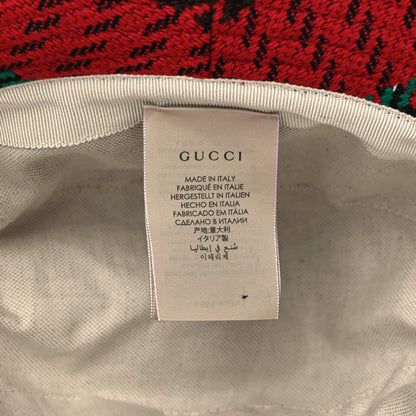 GUCCI
MADE IN ITALY
FABRIQUÉ EN ITALIE
HERGESTELLT IN ITALIEN
HECHO EN ITALIA
FABRICADO EM ITÁLIA
СДЕЛАНО В ИТАЛИИ
产地:意大利
イタリア製
صُنع في إيطاليا
이태리제